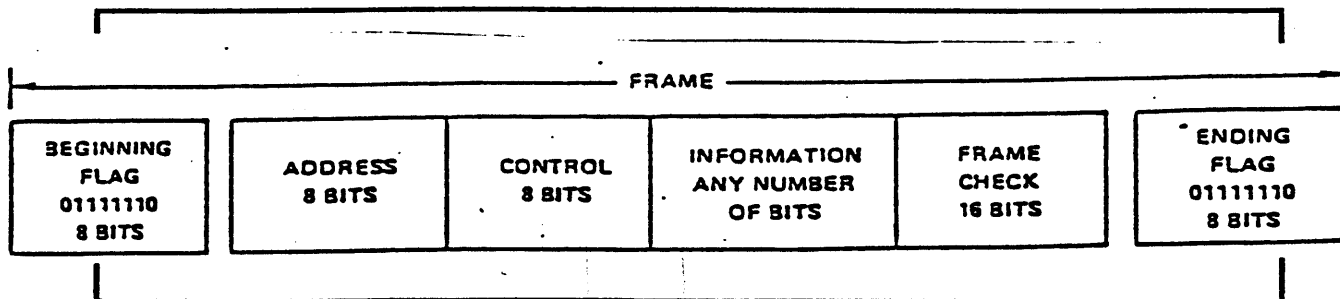 FRAME
BEGINNING
FLAG
01111110
8 BITS
ADDRESS
8 BITS
CONTROL
8 BITS
INFORMATION
ANY NUMBER
OF BITS
FRAME
CHECK
16 BITS
ENDING
FLAG
01111110
8 BITS